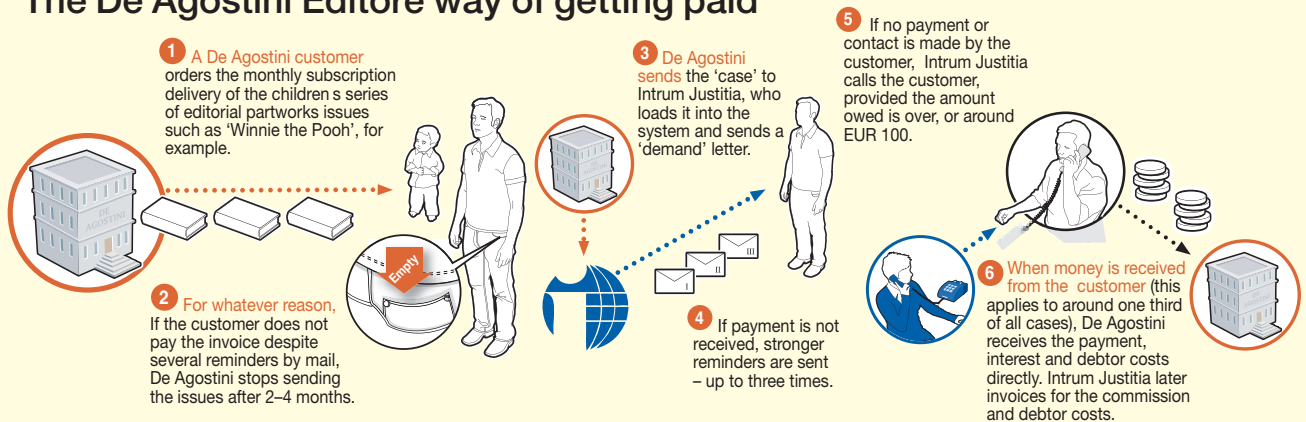 The De Agostini Editore way of getting paid
1 A De Agostini customer
orders the monthly subscription
delivery of the children s series
of editorial partworks issues
such as ‘Winnie the Pooh’, for
example.
DE
AGOSTINI
2 For whatever reason,
If the customer does not
pay the invoice despite
several reminders by mail,
De Agostini stops sending
the issues after 2–4 months.
Empty
3 De Agostini
sends the ‘case’ to
Intrum Justitia, who
loads it into the
system and sends a
‘demand’ letter.
DE
AGOSTINI
I
II
III
4 If payment is not
received, stronger
reminders are sent
– up to three times.
5 If no payment or
contact is made by the
customer, Intrum Justitia
calls the customer,
provided the amount
owed is over, or around
EUR 100.
6 When money is received
from the customer (this
applies to around one third
of all cases), De Agostini
receives the payment,
interest and debtor costs
directly. Intrum Justitia later
invoices for the commission
and debtor costs.
DE
AGOSTINI